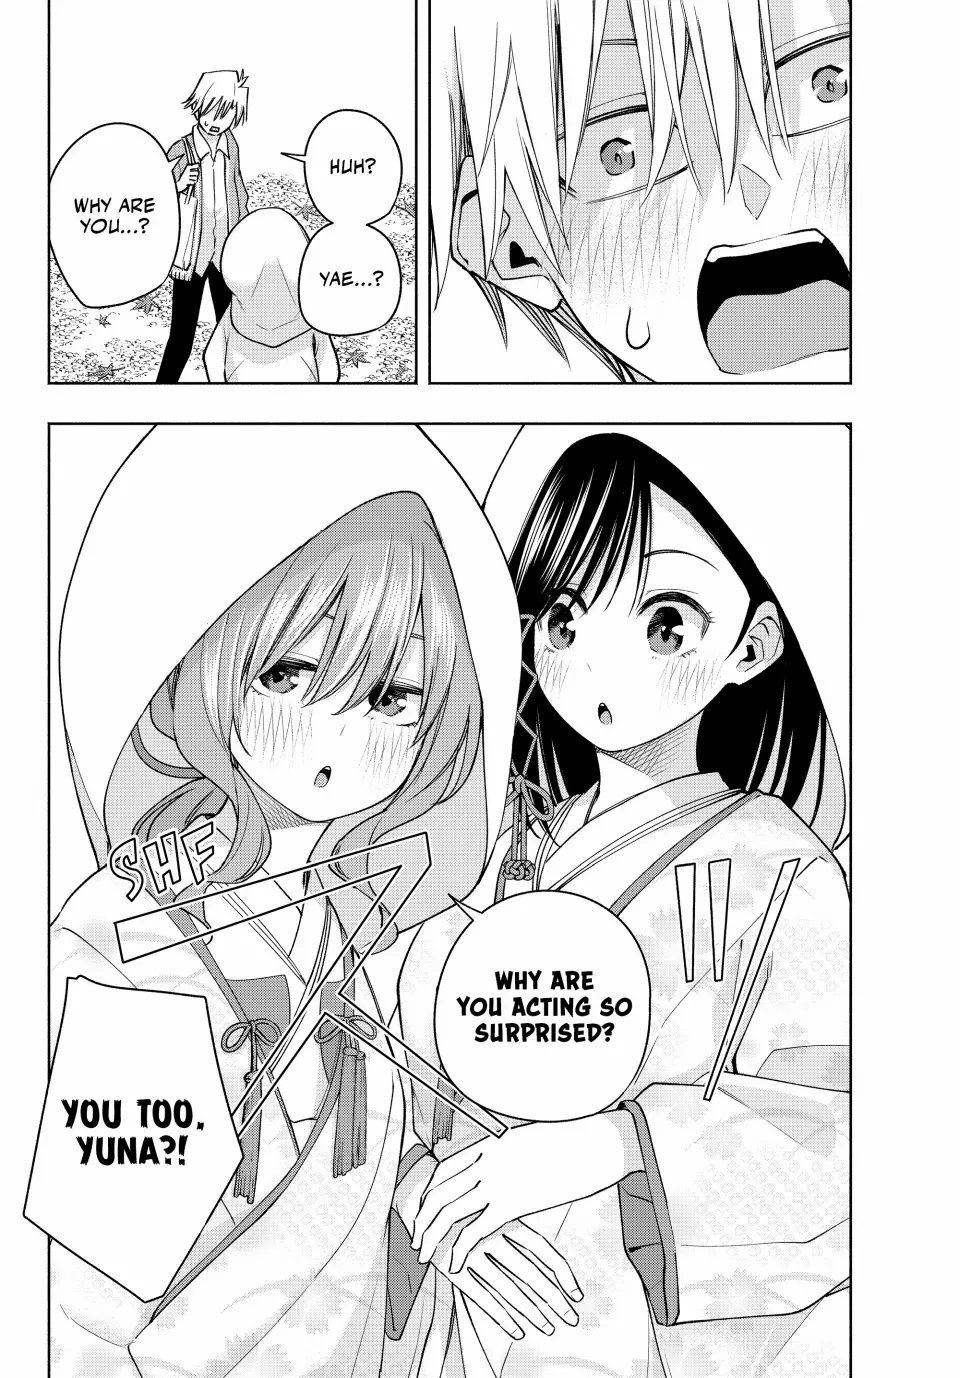 HUH?
YAE...?
WHY ARE
YOU...?
WHY ARE
YOU ACTING SO
SURPRISED?
SHF
YOU TOO,
YUNA?!